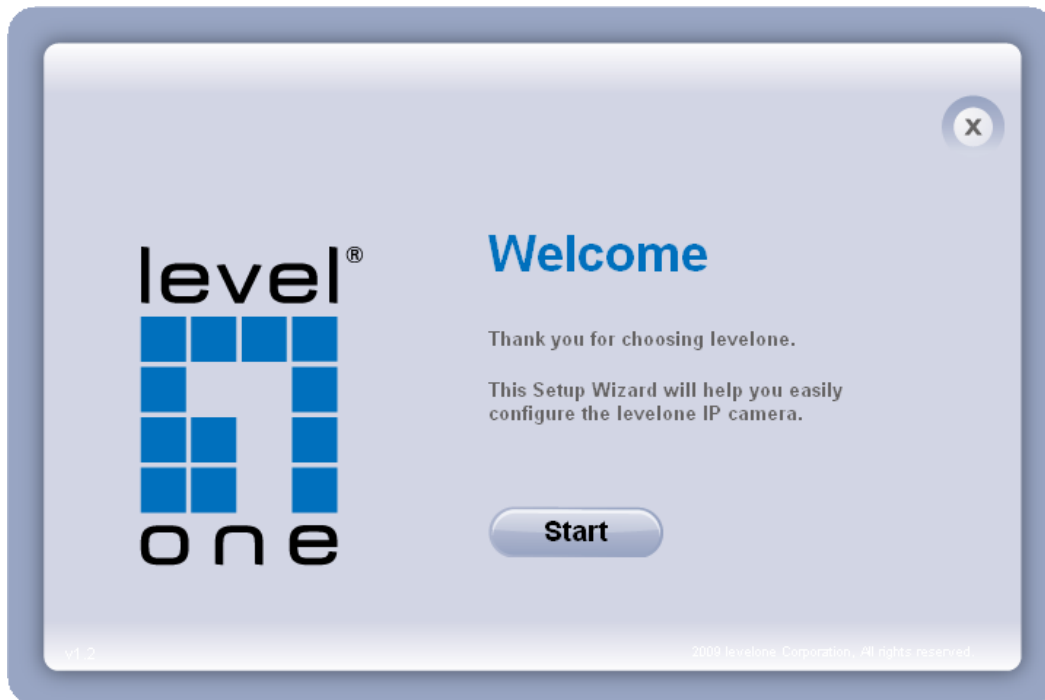 x
level®
one
Welcome
Thank you for choosing levelone.
This Setup Wizard will help you easily
configure the levelone IP camera.
Start
v1.2
2009 levelone Corporation, All rights reserved.